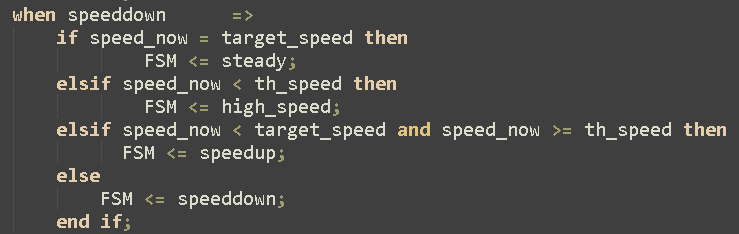 when speeddown      =>
    if speed_now = target_speed then
            FSM <= steady;
    elsif speed_now < th_speed then
            FSM <= high_speed;
    elsif speed_now < target_speed and speed_now >= th_speed then
          FSM <= speedup;
    else
        FSM <= speeddown;
    end if;